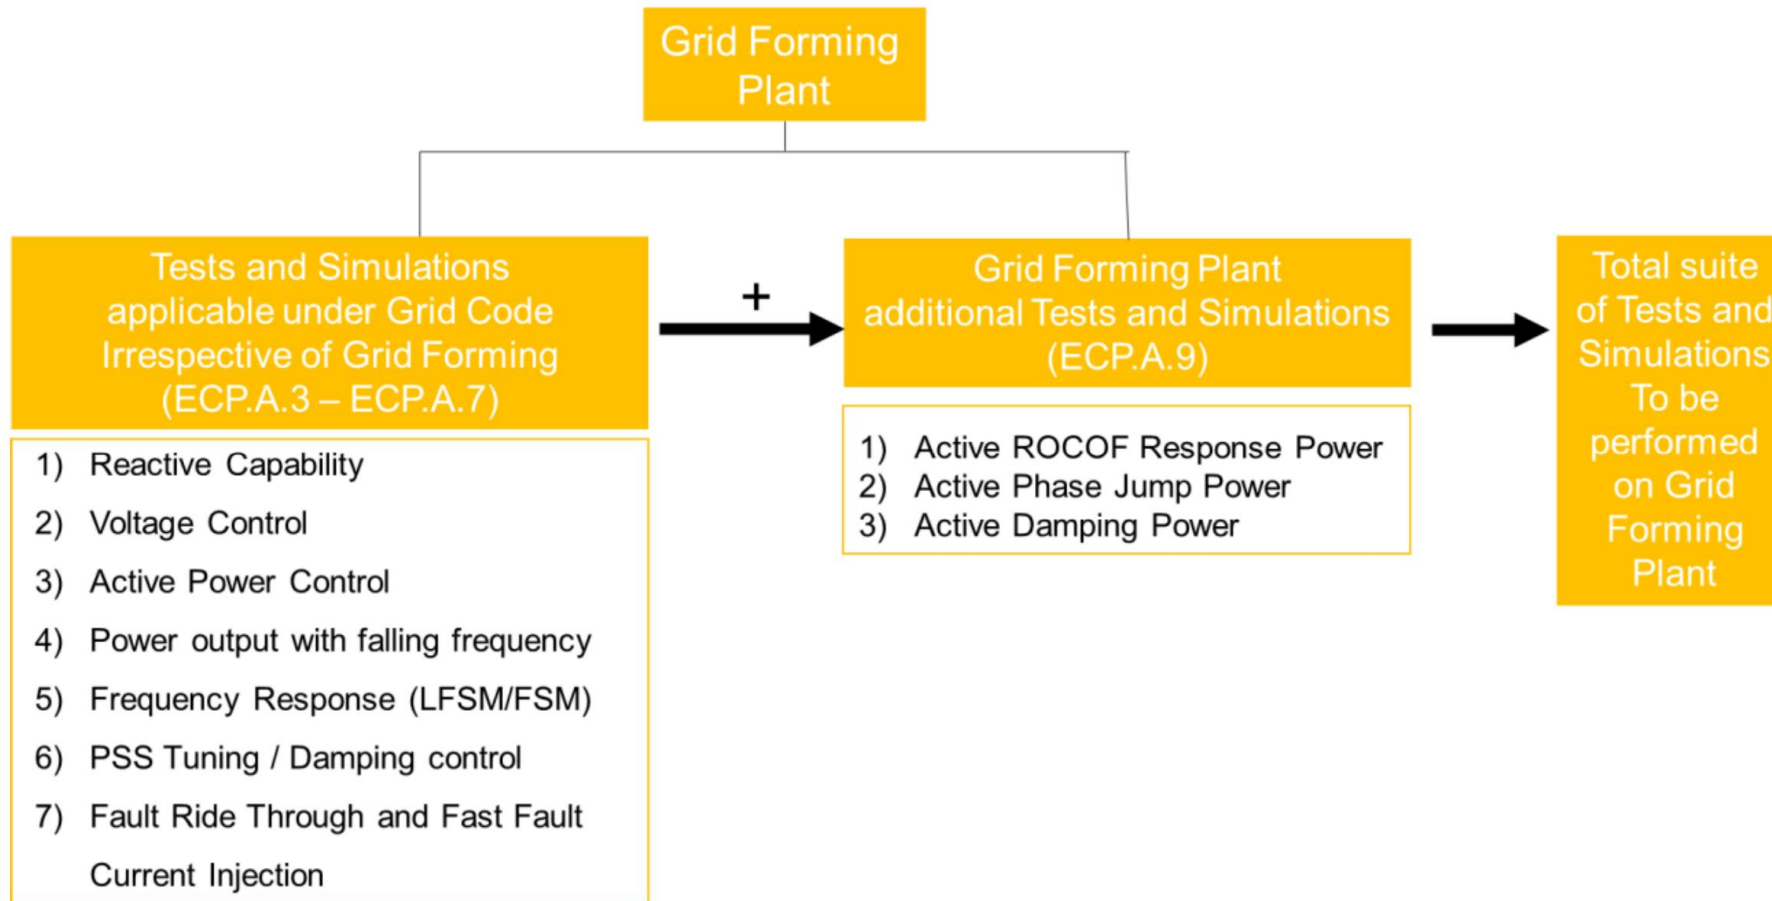 Grid Forming
Plant
Tests and Simulations
applicable under Grid Code
Irrespective of Grid Forming
(ECP.A.3 – ECP.A.7)
1) Reactive Capability
2) Voltage Control
3) Active Power Control
4) Power output with falling frequency
5) Frequency Response (LFSM/FSM)
6) PSS Tuning / Damping control
7) Fault Ride Through and Fast Fault
Current Injection
+
Grid Forming Plant
additional Tests and Simulations
(ECP.A.9)
1) Active ROCOF Response Power
2) Active Phase Jump Power
3) Active Damping Power
Total suite
of Tests and
Simulations
To be
performed
on Grid
Forming
Plant